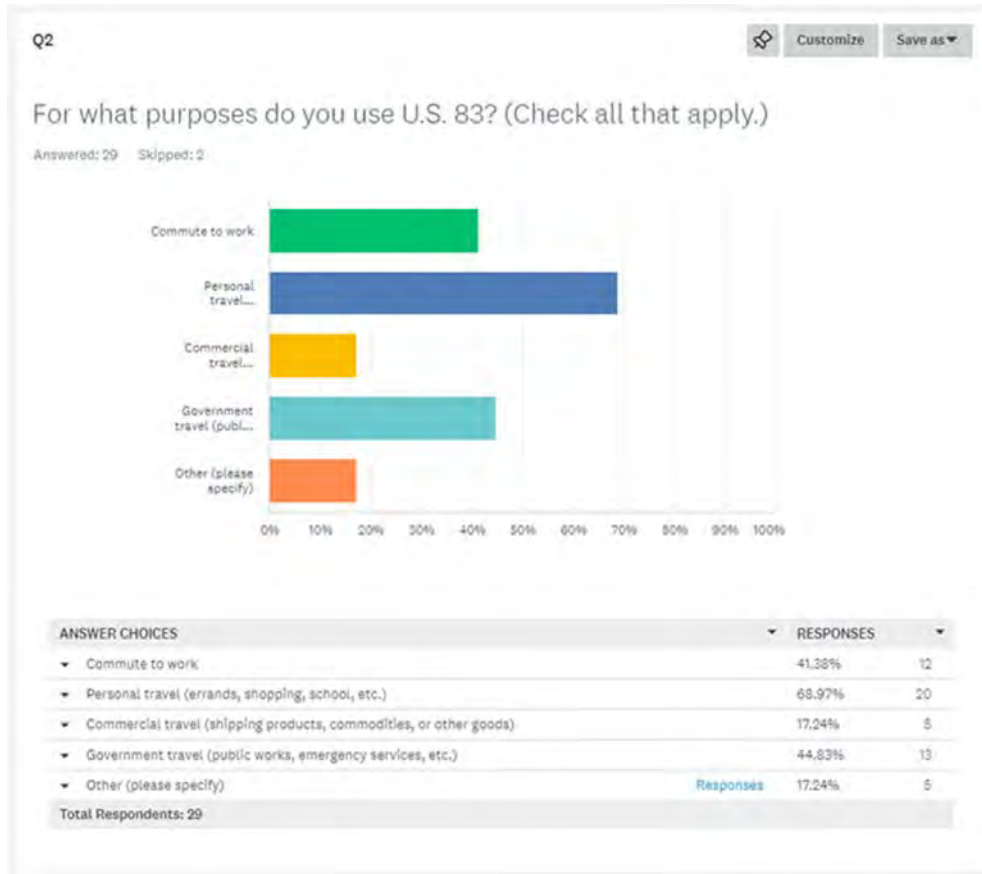 Q2
Customize
Save as
For what purposes do you use U.S. 83? (Check all that apply.)
Answered: 29 Skipped: 2
Commute to work
Personal
travel....
Commercial
travel....
Government
travel (publ...
Other (please
specify)
0% 10% 20% 30% 40% 50% 60% 70% 80% 90% 100%
ANSWER CHOICES RESPONSES
Commute to work 41.38% 12
Personal travel (errands, shopping, school, etc.) 68.97% 20
Commercial travel (shipping products, commodities, or other goods) 17.24% 5
Government travel (public works, emergency services, etc.) 44.83% 13
Other (please specify) Responses 17.24% 5
Total Respondents: 29